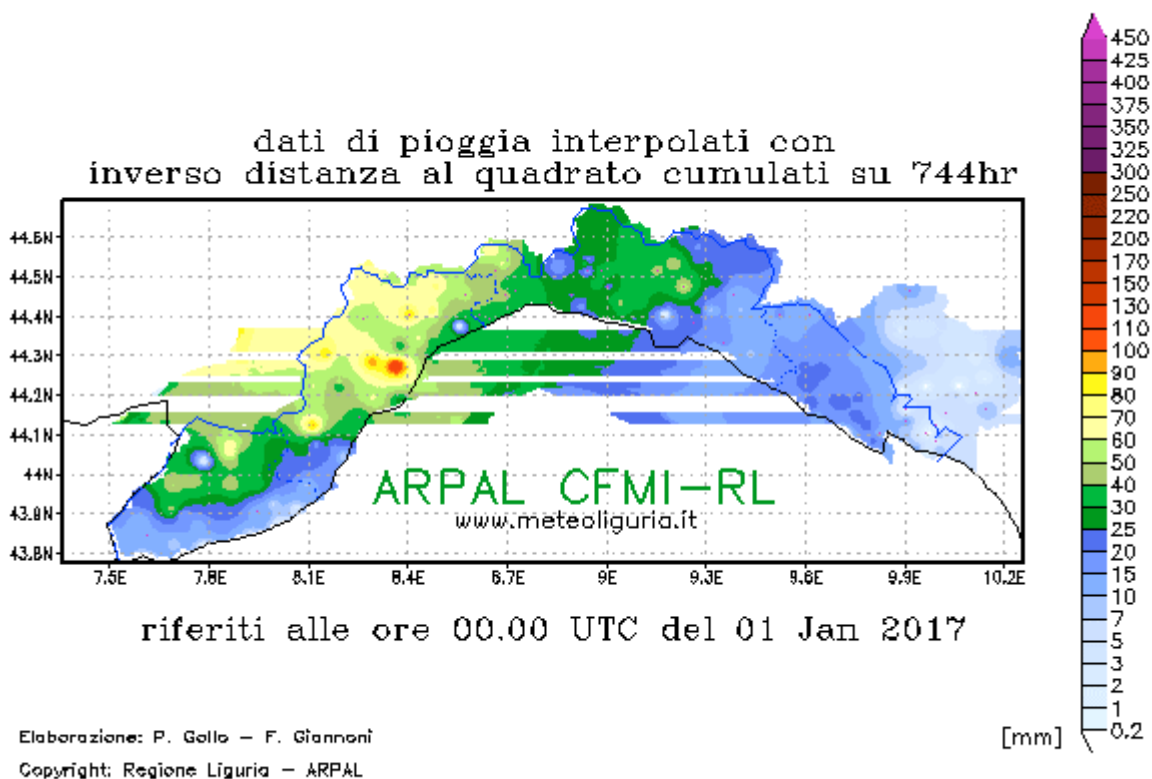 dati di pioggia interpolati con
inverso distanza al quadrato cumulati su 744hr
44.6N
44.5N
44.4N
44.3N
44.2N
44.1N
44N
43.9N
43.8N
7.5E 7.8E 8.1E 8.4E 8.7E 9E 9.3E 9.6E 9.9E 10.2E
ARPAL CFMI-RL
www.meteoliguria.it
riferiti alle ore 00.00 UTC del 01 Jan 2017
450
425
400
375
350
325
300
250
220
200
170
150
130
110
100
90
80
70
60
50
40
30
25
20
15
10
7
5
3
2
1
0.2
[mm]
Elaborazione: P. Gollo - F. Giannoni
Copyright: Regione Liguria - ARPAL